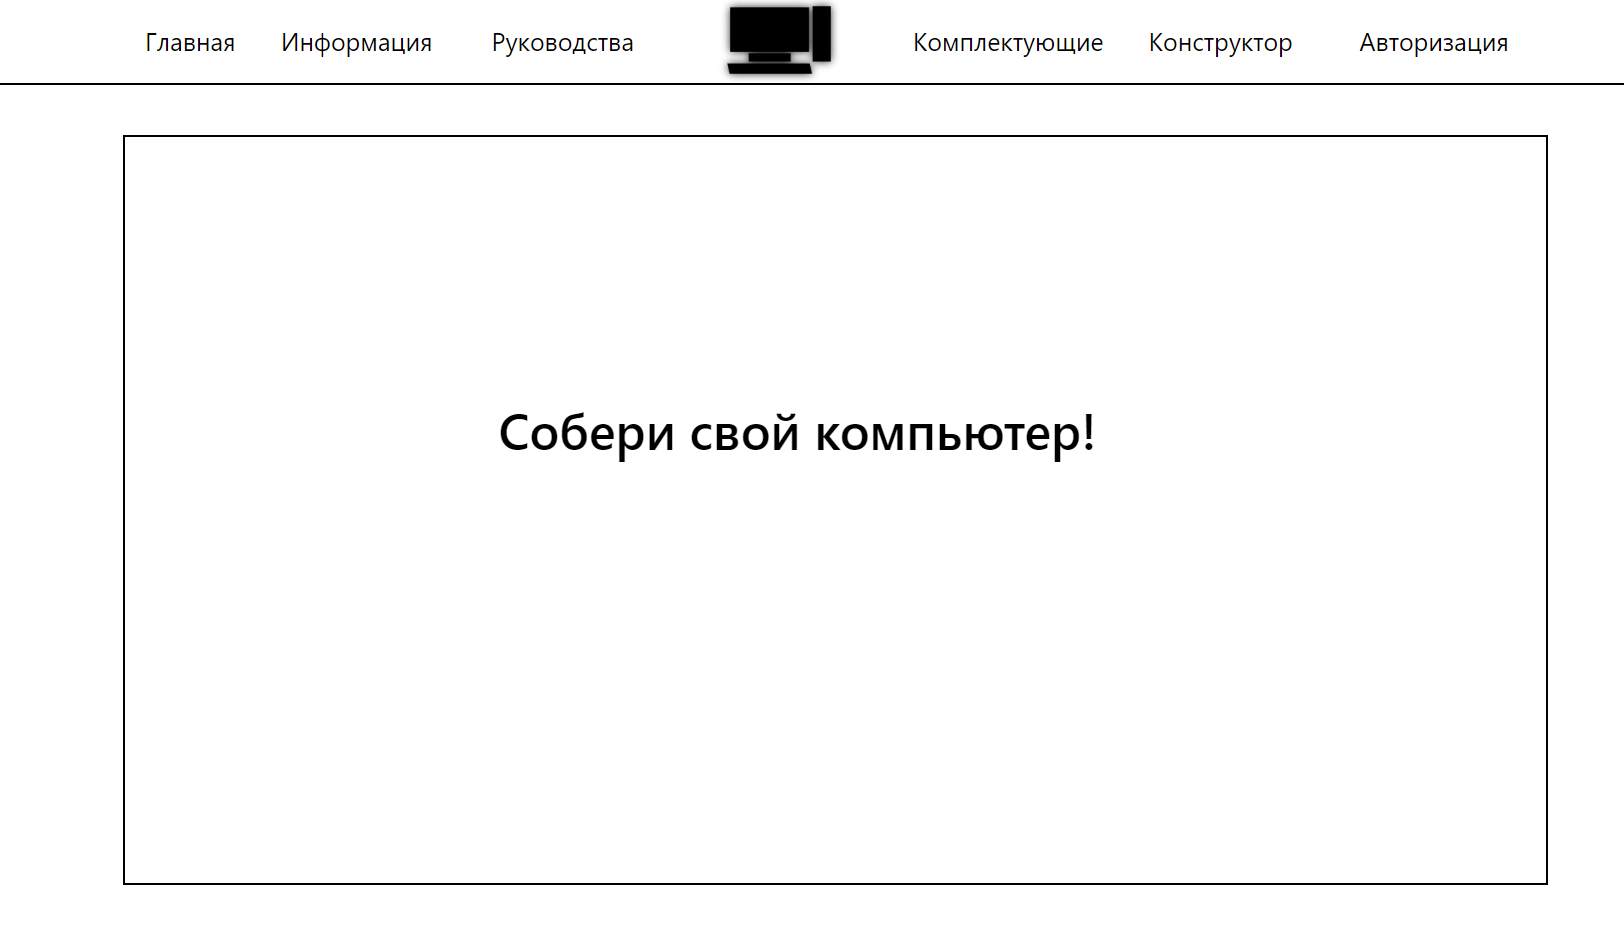 Главная Информация Руководства Комплектующие Конструктор Авторизация
Собери свой компьютер!